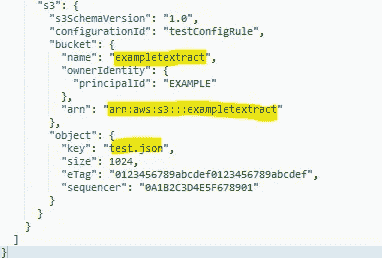 "s3": {
"s3SchemaVersion": "1.0",
"configurationId": "testConfigRule",
"bucket": {
"name": "exampletextract",
"ownerIdentity": {
"principalId": "EXAMPLE"
},
"arn": "arn:aws:s3:::exampletextract"
},
"object": {
"key": "test.json",
"size": 1024,
"eTag": "0123456789abcdef0123456789abcdef",
"sequencer": "0A1B2C3D4E5F678901"
}
}
}
]
}